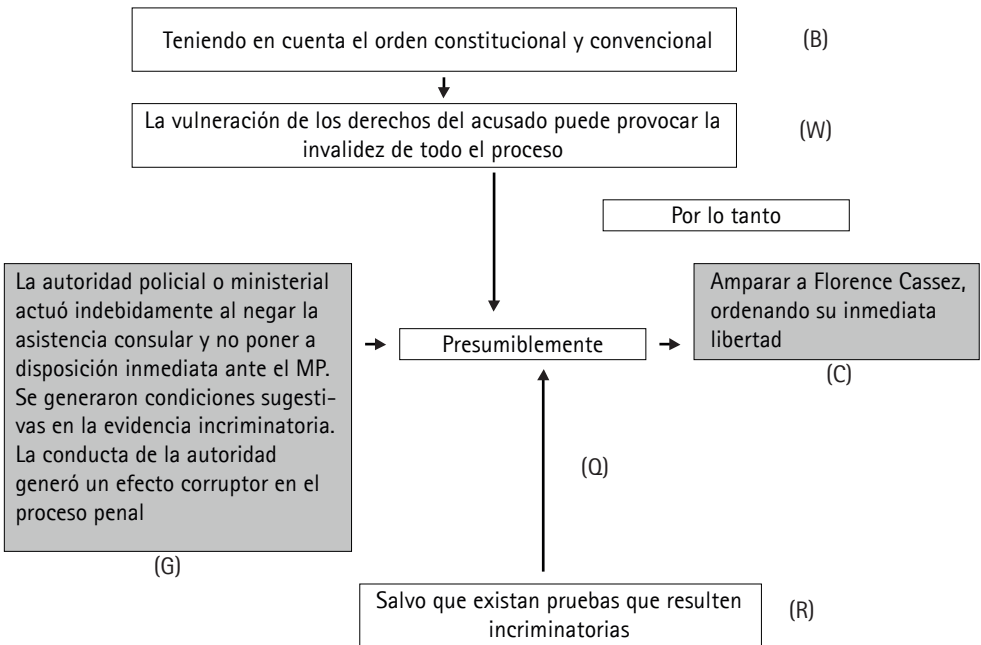 Teniendo en cuenta el orden constitucional y convencional
(B)
La vulneración de los derechos del acusado puede provocar la
invalidez de todo el proceso
(W)
Por lo tanto
La autoridad policial o ministerial
actuó indebidamente al negar la
asistencia consular y no poner a
disposición inmediata ante el MP.
Se generaron condiciones sugesti-
vas en la evidencia incriminatoria.
La conducta de la autoridad
generó un efecto corruptor en el
proceso penal
(G)
Presumiblemente
Amparar a Florence Cassez,
ordenando su inmediata
libertad
(C)
(Q)
Salvo que existan pruebas que resulten
incriminatorias
(R)